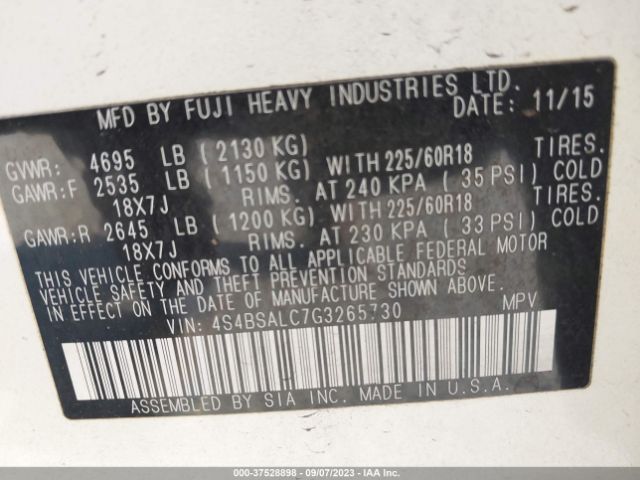 MFD BY FUJI HEAVY INDUSTRIES LTD.
DATE: 11/15
GVWR: 4695 LB ( 2130 KG)
GAWR:F 2535 LB ( 1150 KG) WITH 225/60R18 TIRES.
18X7J RIMS. AT 240 KPA ( 35 PSI) COLD
GAWR:R 2645 LB ( 1200 KG) WITH 225/60R18 TIRES.
18X7J RIMS. AT 230 KPA ( 33 PSI) COLD
THIS VEHICLE CONFORMS TO ALL APPLICABLE FEDERAL MOTOR
VEHICLE SAFETY AND THEFT PREVENTION STANDARDS
IN EFFECT ON THE DATE OF MANUFACTURE SHOWN ABOVE.
VIN: 4S4BSALC7G3265730 MPV
ASSEMBLED BY SIA INC. MADE IN U.S.A.
000-37528898 - 09/07/2023 - IAA Inc.